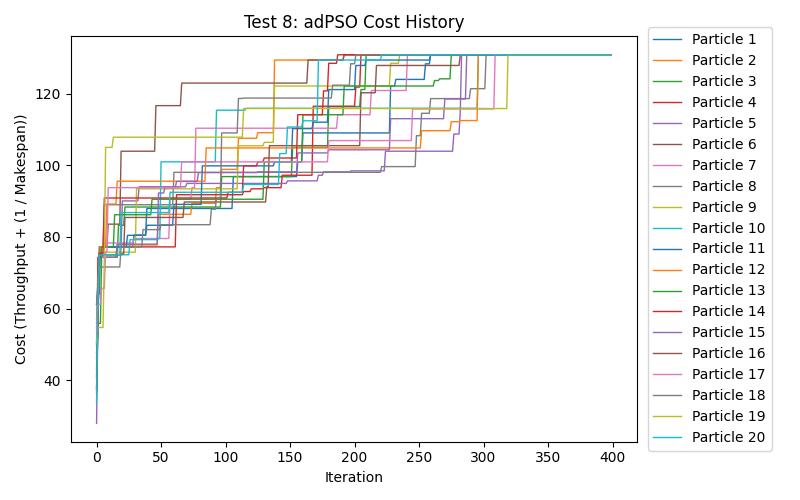 Test 8: adPSO Cost History
Cost (Throughput + (1 / Makespan))
120
100
80
60
40
0 50 100 150 200 250 300 350 400
Iteration
Particle 1
Particle 2
Particle 3
Particle 4
Particle 5
Particle 6
Particle 7
Particle 8
Particle 9
Particle 10
Particle 11
Particle 12
Particle 13
Particle 14
Particle 15
Particle 16
Particle 17
Particle 18
Particle 19
Particle 20